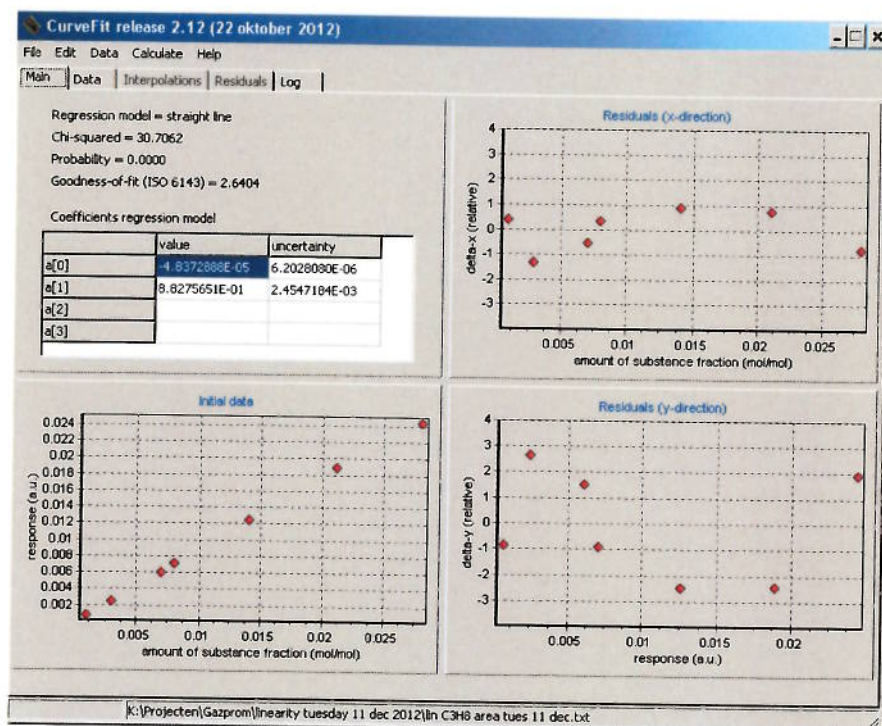 CurveFit release 2.12 (22 oktober 2012)
File Edit Data Calculate Help
Main Data Interpolations Residuals Log
Regression model = straight line
Chi-squared = 30.7062
Probability = 0.0000
Goodness-of-fit (ISO 6143) = 2.6404
Coefficients regression model
value uncertainty
a[0] -4.8372888E-05 6.2028080E-06
a[1] 8.8275651E-01 2.4547184E-03
a[2]
a[3]
Residuals (x-direction)
4
3
2
1
0
-1
-2
-3
delta-x (relative)
0.005 0.01 0.015 0.02 0.025
amount of substance fraction (mol/mol)
Initial data
0.024
0.022
0.02
0.018
0.016
0.014
0.012
0.01
0.008
0.006
0.004
0.002
response (a.u.)
0.005 0.01 0.015 0.02 0.025
amount of substance fraction (mol/mol)
Residuals (y-direction)
4
3
2
1
0
-1
-2
-3
delta-y (relative)
0.005 0.01 0.015 0.02
response (a.u.)
K:\Projecten\Gazprom\linearity tuesday 11 dec 2012\lin C3H8 area tues 11 dec.txt